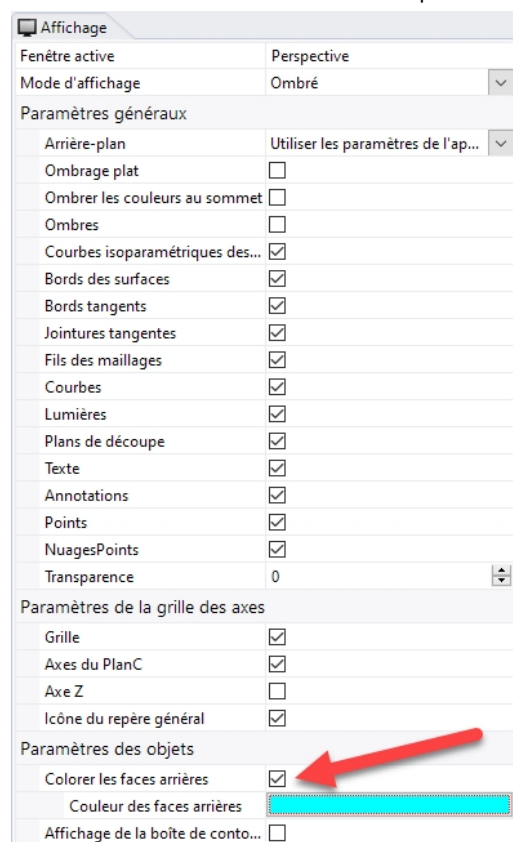 Affichage
Fenêtre active Perspective
Mode d'affichage Ombré
Paramètres généraux
Arrière-plan Utiliser les paramètres de l'ap...
Ombrage plat
Ombrer les couleurs au sommet
Ombres
Courbes isoparamétriques des...
Bords des surfaces
Bords tangents
Jointures tangentes
Fils des maillages
Courbes
Lumières
Plans de découpe
Texte
Annotations
Points
NuagesPoints
Transparence 0
Paramètres de la grille des axes
Grille
Axes du PlanC
Axe Z
Icône du repère général
Paramètres des objets
Colorer les faces arrières
Couleur des faces arrières
Affichage de la boîte de conto...